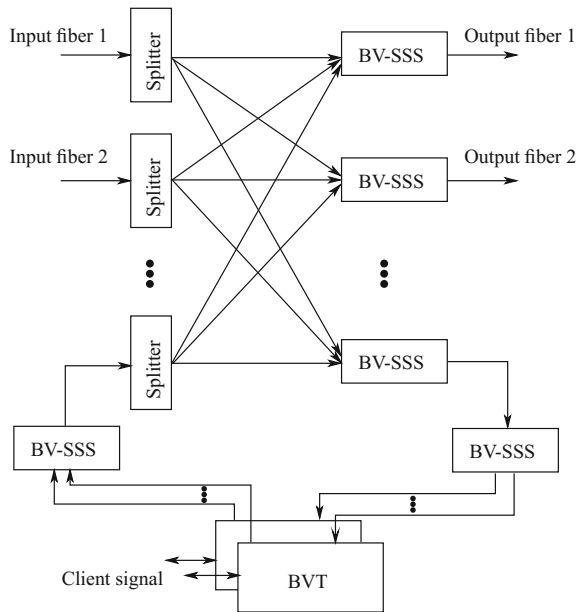 Input fiber 1
Splitter
BV-SSS
Output fiber 1
Input fiber 2
Splitter
BV-SSS
Output fiber 2
Splitter
BV-SSS
BV-SSS
BV-SSS
Client signal
BVT